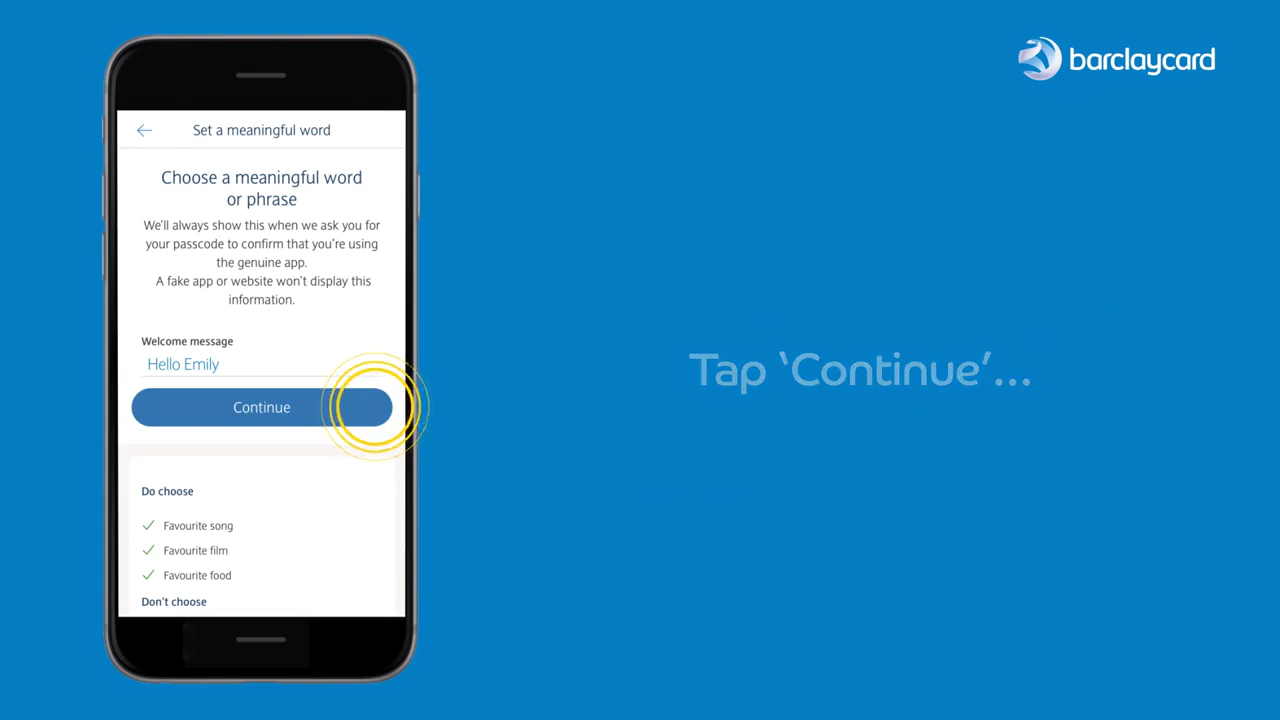 barclaycard
Set a meaningful word
Choose a meaningful word
or phrase
We'll always show this when we ask you for
your passcode to confirm that you're using
the genuine app.
A fake app or website won't display this
information.
Welcome message
Hello Emily
Continue
Do choose
Favourite song
Favourite film
Favourite food
Don't choose
Tap 'Continue'...